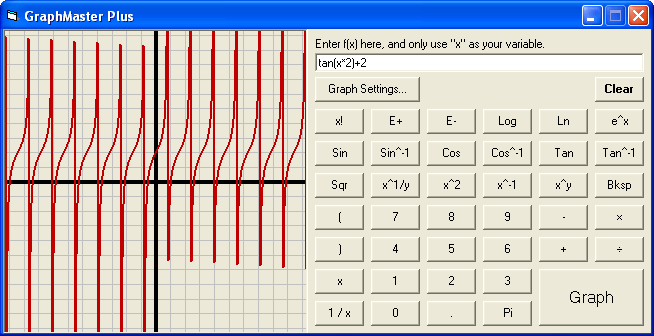 GraphMaster Plus
Enter f(x) here, and only use "x" as your variable.
tan(x*2)+2
Graph Settings... Clear
x! E+ E- Log Ln e^x
Sin Sin^-1 Cos Cos^-1 Tan Tan^-1
Sqr x^1/y x^2 x^-1 x^y Bksp
( 7 8 9 - ×
) 4 5 6 + ÷
x 1 2 3 Graph
1 / x 0 . Pi